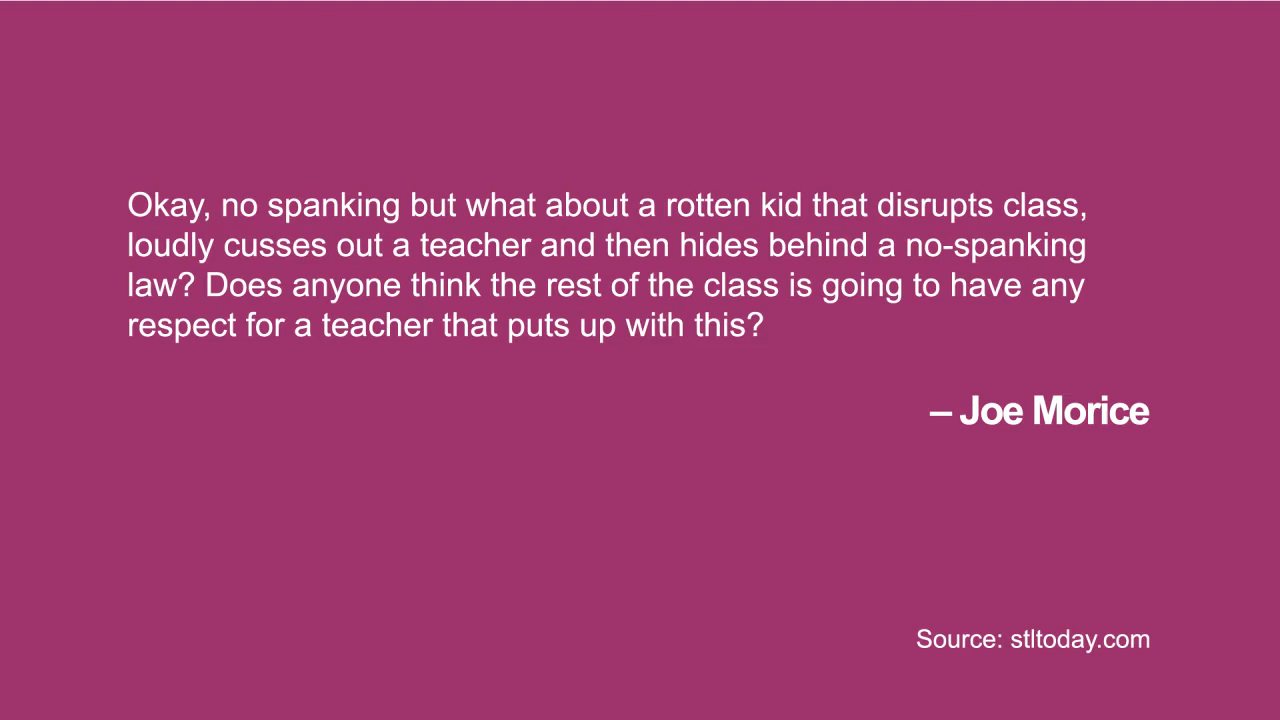 Okay, no spanking but what about a rotten kid that disrupts class,
loudly cusses out a teacher and then hides behind a no-spanking
law? Does anyone think the rest of the class is going to have any
respect for a teacher that puts up with this?
– Joe Morice
Source: stltoday.com